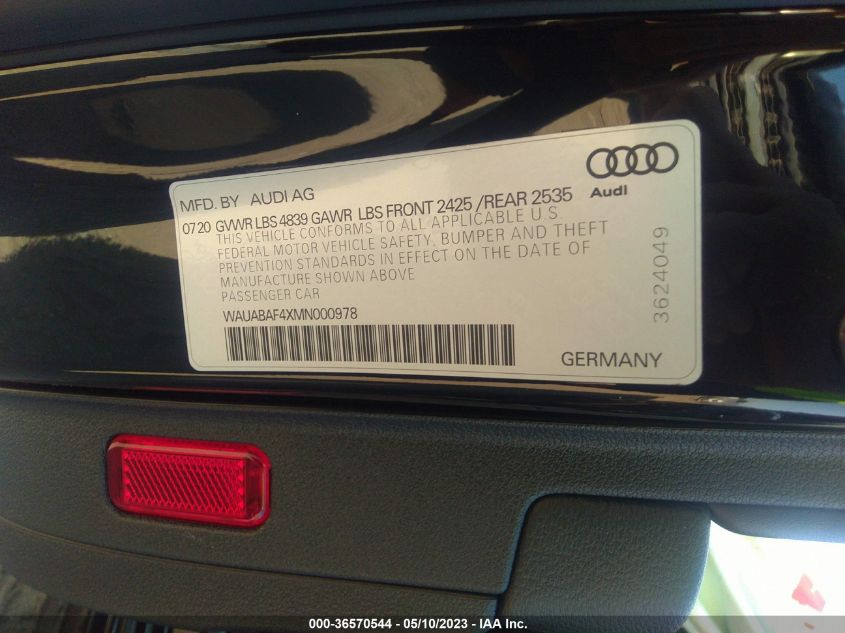 MFD. BY AUDI AG
Audi
0720 GVWR LBS 4839 GAWR LBS FRONT 2425 /REAR 2535
THIS VEHICLE CONFORMS TO ALL APPLICABLE U.S.
FEDERAL MOTOR VEHICLE SAFETY, BUMPER AND THEFT
PREVENTION STANDARDS IN EFFECT ON THE DATE OF
MANUFACTURE SHOWN ABOVE
PASSENGER CAR
WAUABAF4XMN000978
GERMANY
3624049
000-36570544 — 05/10/2023 — IAA Inc.